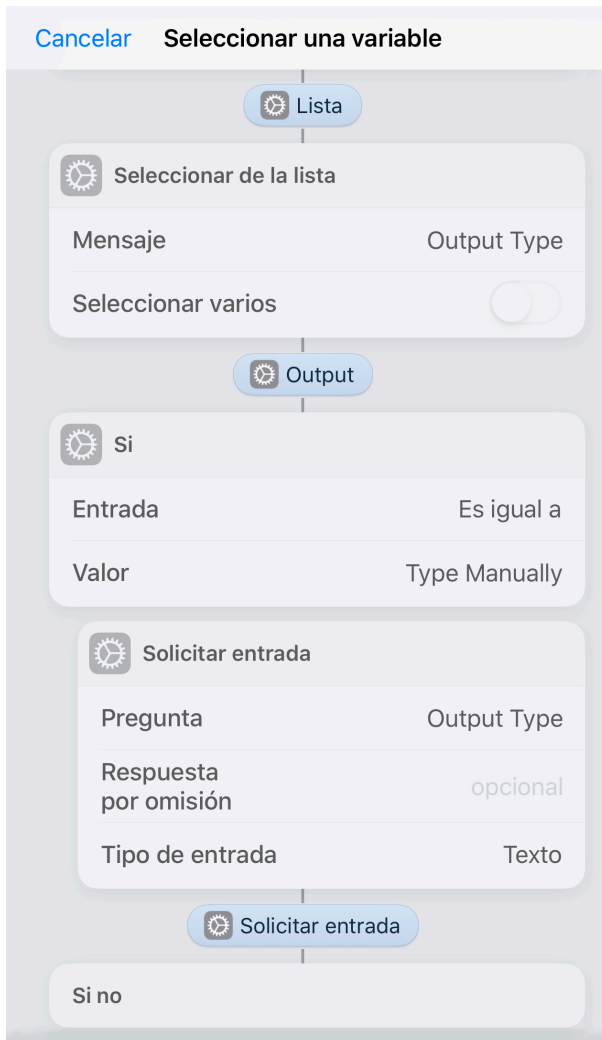 Cancelar Seleccionar una variable
Lista
Seleccionar de la lista
Mensaje Output Type
Seleccionar varios
Output
Si
Entrada Es igual a
Valor Type Manually
Solicitar entrada
Pregunta Output Type
Respuesta
por omisión opcional
Tipo de entrada Texto
Solicitar entrada
Si no